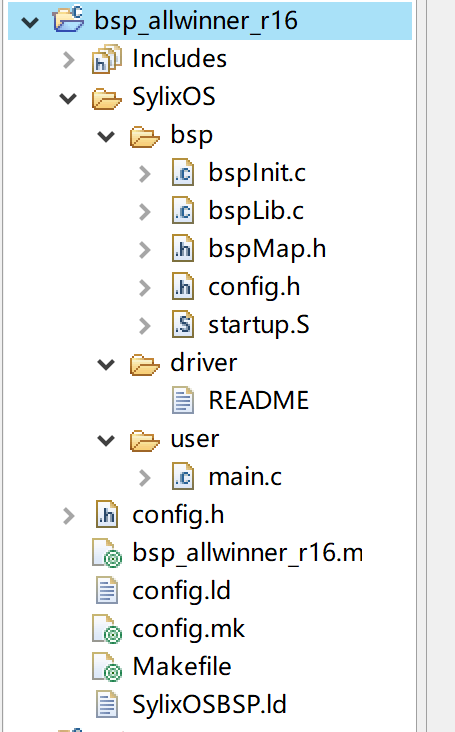 bsp_allwinner_r16
Includes
SylixOS
bsp
bspInit.c
bspLib.c
bspMap.h
config.h
startup.S
driver
README
user
main.c
config.h
bsp_allwinner_r16.m
config.ld
config.mk
Makefile
SylixOSBSP.ld